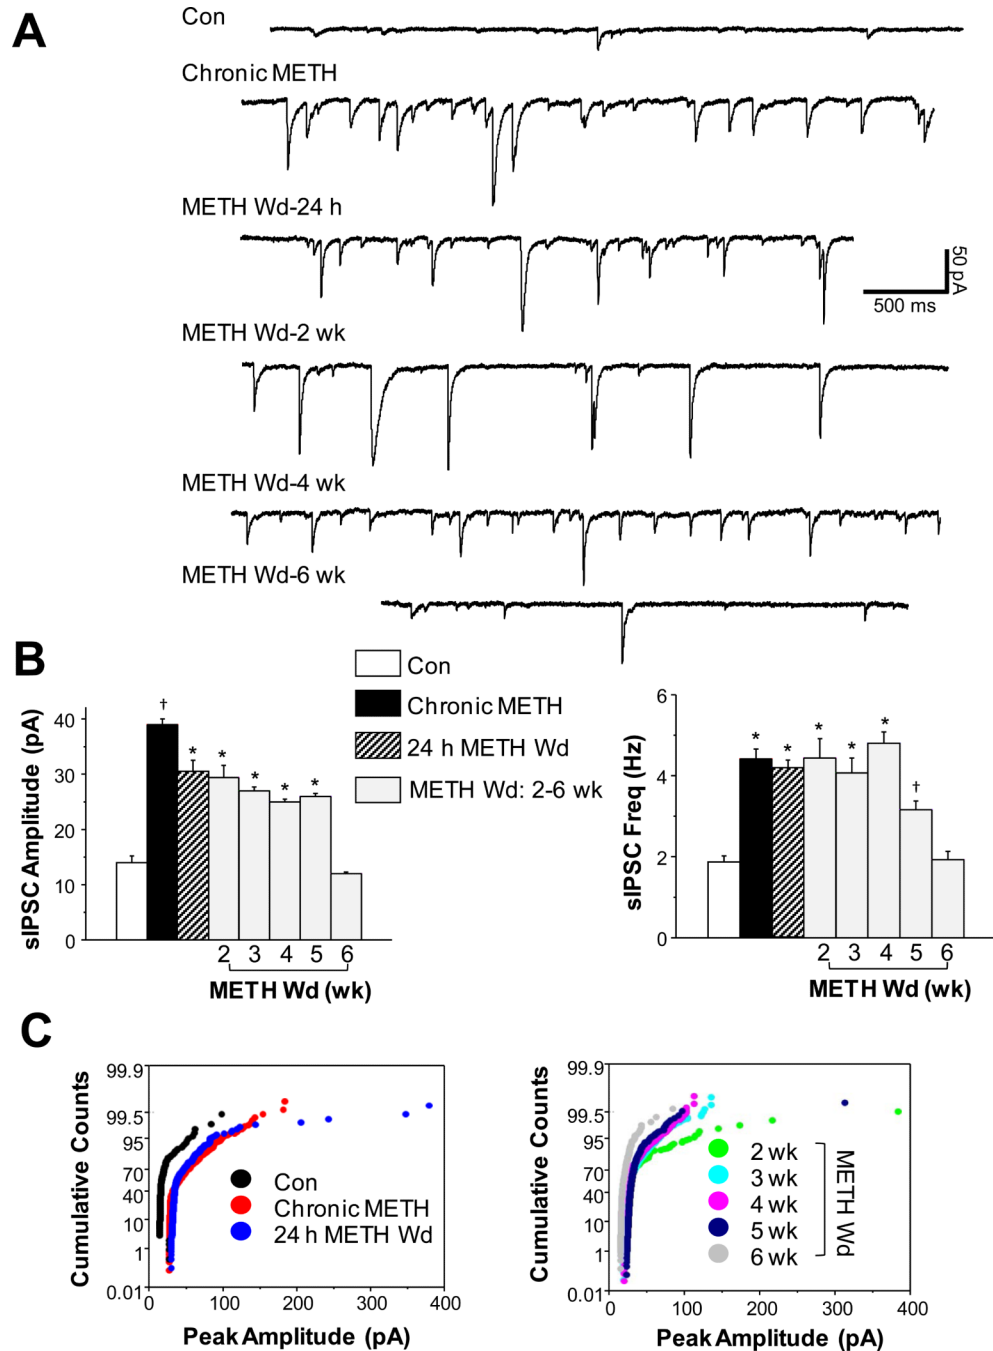 A
Con
Chronic METH
METH Wd-24 h
50 pA
500 ms
METH Wd-2 wk
METH Wd-4 wk
METH Wd-6 wk
B
Con
Chronic METH
24 h METH Wd
METH Wd: 2-6 wk
sIPSC Amplitude (pA)
40
30
20
10
0
†
*
*
*
*
*
2 3 4 5 6
METH Wd (wk)
sIPSC Freq (Hz)
6
4
2
0
*
*
*
*
*
†
2 3 4 5 6
METH Wd (wk)
C
Cumulative Counts
99.9
99.5
95
70
40
10
1
0.01
Con
Chronic METH
24 h METH Wd
0 100 200 300 400
Peak Amplitude (pA)
Cumulative Counts
99.9
99.5
95
70
40
10
1
0.01
2 wk
3 wk
4 wk
5 wk
6 wk
METH Wd
0 100 200 300 400
Peak Amplitude (pA)